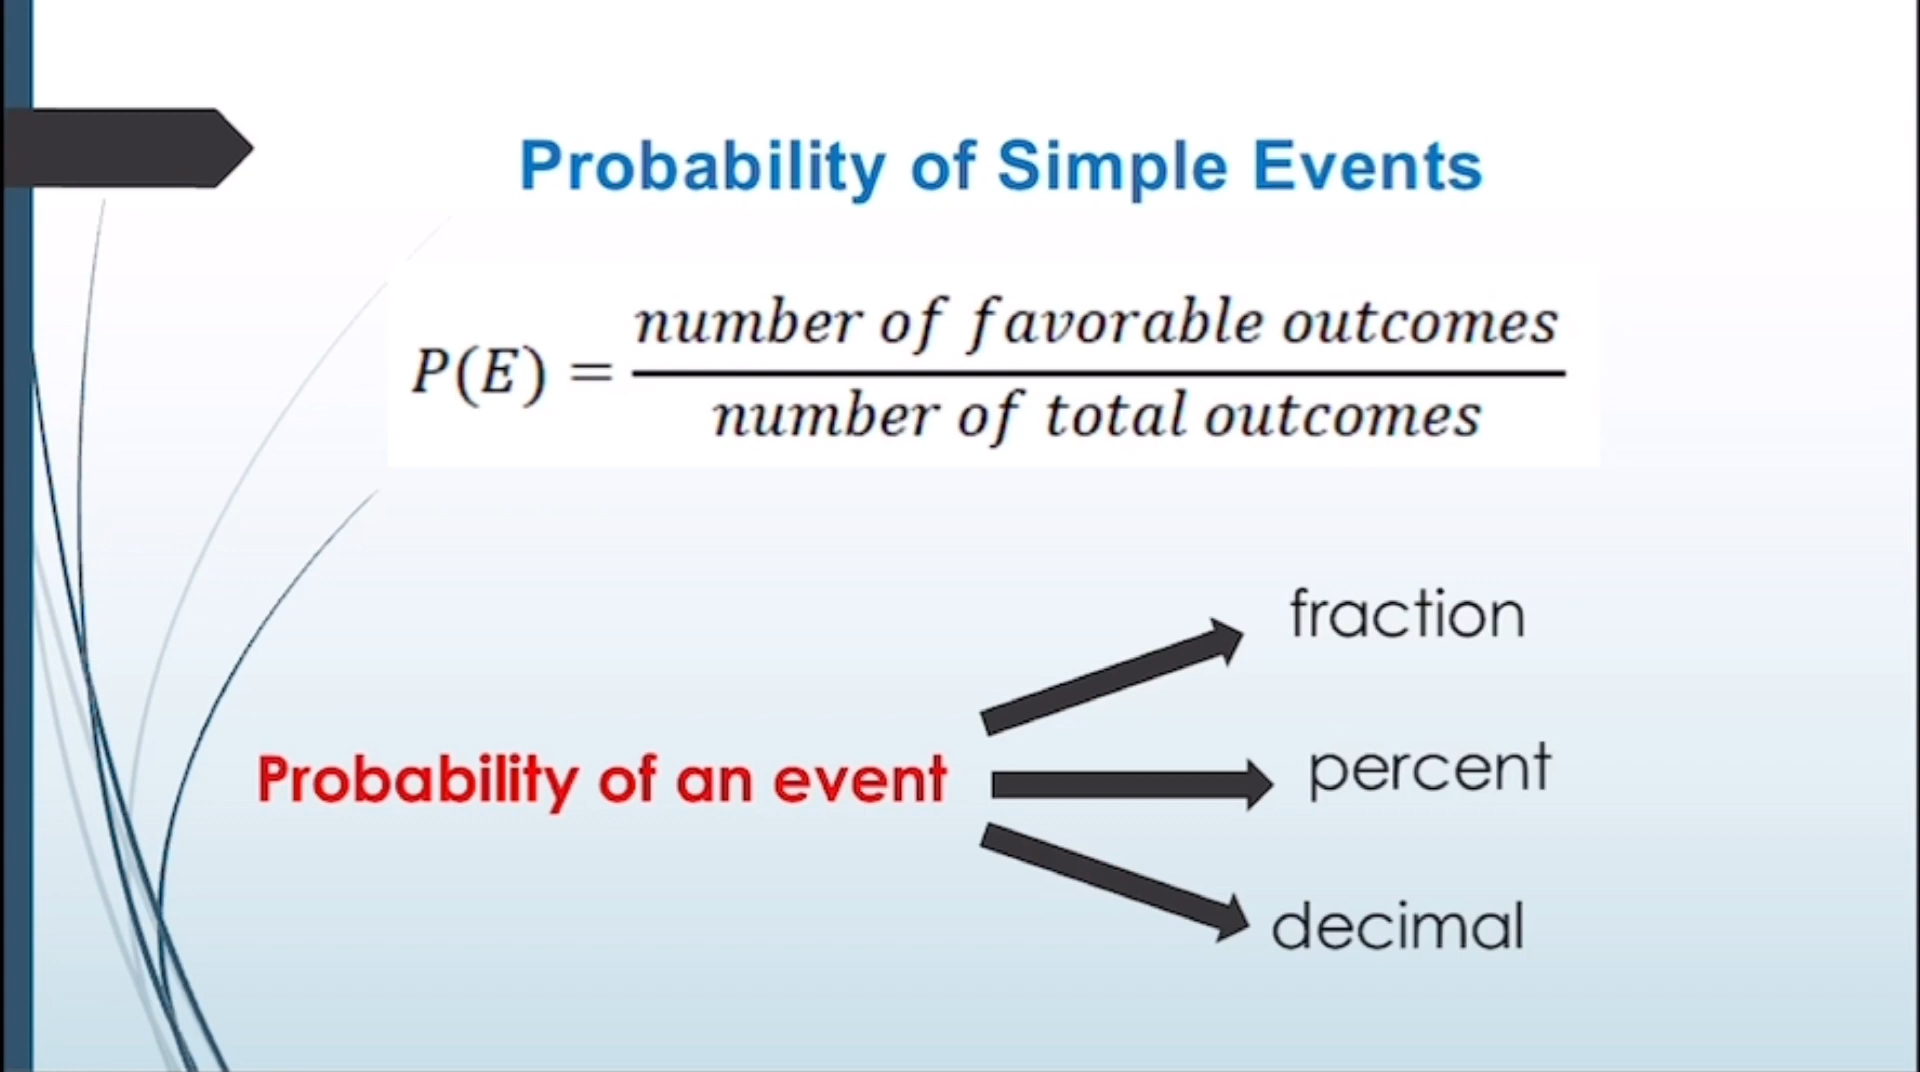 Probability of Simple Events
P(E) = number of favorable outcomes / number of total outcomes
fraction
Probability of an event
percent
decimal